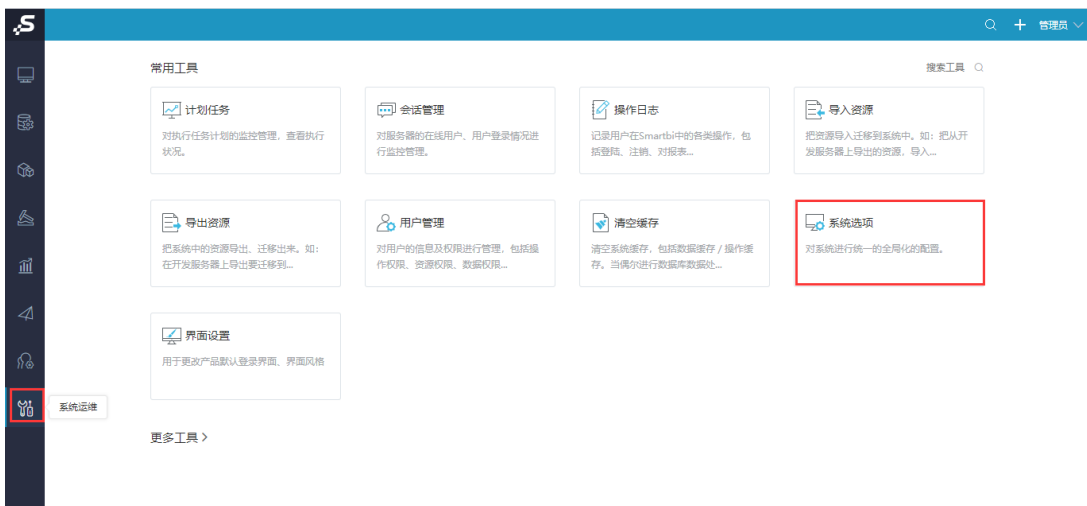 S
管理员
常用工具
搜索工具
计划任务
对执行任务计划的监控管理，查看执行
状况。
会话管理
对服务器的在线用户、用户登录情况进
行监控管理。
操作日志
记录用户在Smartbi中的各类操作，包
括登陆、注销、对报表...
导入资源
把资源导入迁移到系统中。如：把从开
发服务器上导出的资源，导入...
导出资源
把系统中的资源导出、迁移出来。如：
在开发服务器上导出要迁移到...
用户管理
对用户的信息及权限进行管理，包括操
作权限、资源权限、数据权限...
清空缓存
清空系统缓存，包括数据缓存 / 操作缓
存。当偶尔进行数据库数据处...
系统选项
对系统进行统一的全局化的配置。
界面设置
用于更改产品默认登录界面、界面风格
系统运维
更多工具